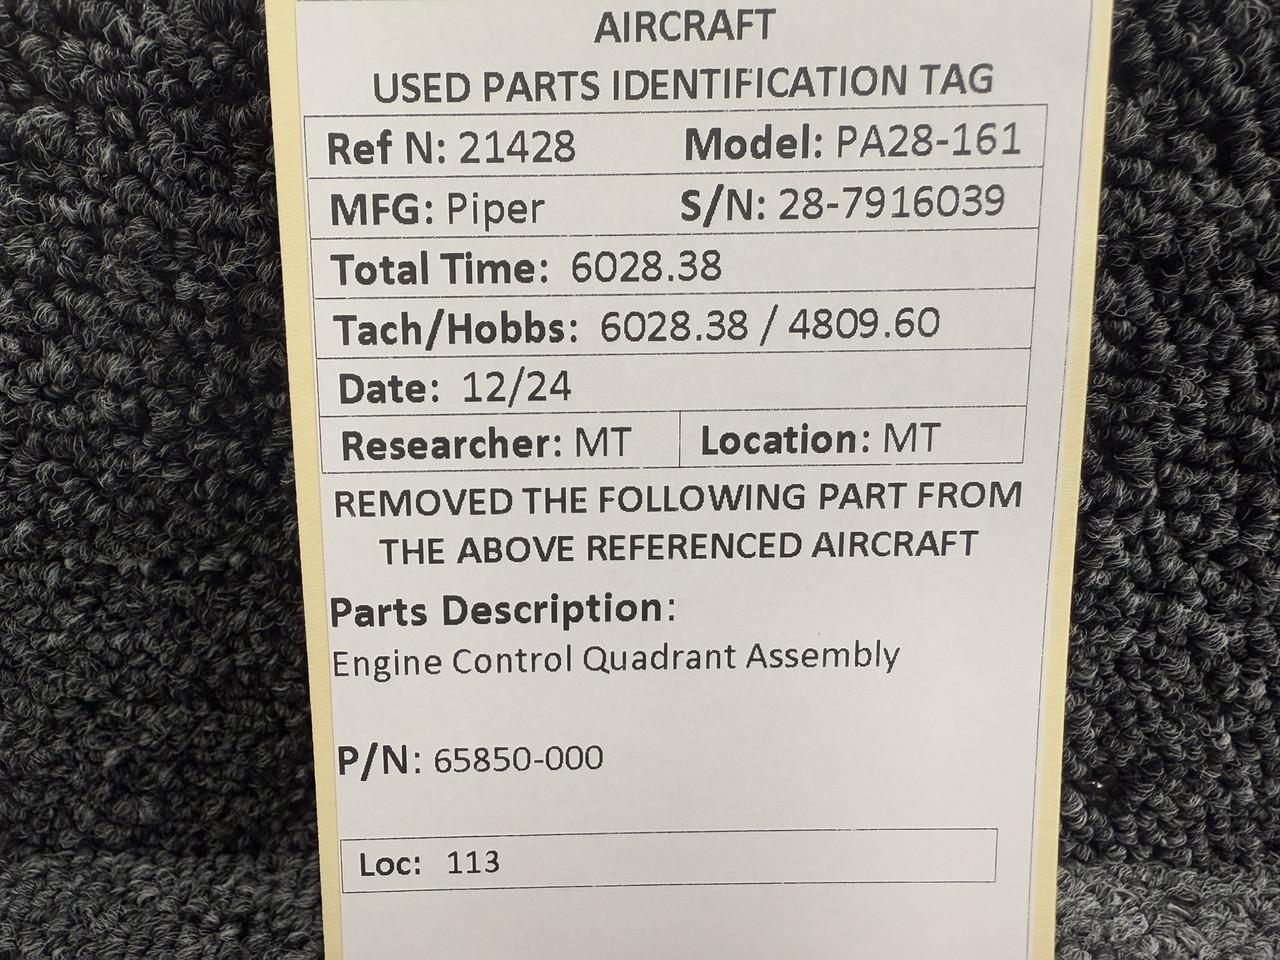 AIRCRAFT
USED PARTS IDENTIFICATION TAG
Ref N: 21428 Model: PA28-161
MFG: Piper S/N: 28-7916039
Total Time: 6028.38
Tach/Hobbs: 6028.38 / 4809.60
Date: 12/24
Researcher: MT Location: MT
REMOVED THE FOLLOWING PART FROM
THE ABOVE REFERENCED AIRCRAFT
Parts Description:
Engine Control Quadrant Assembly
P/N: 65850-000
Loc: 113